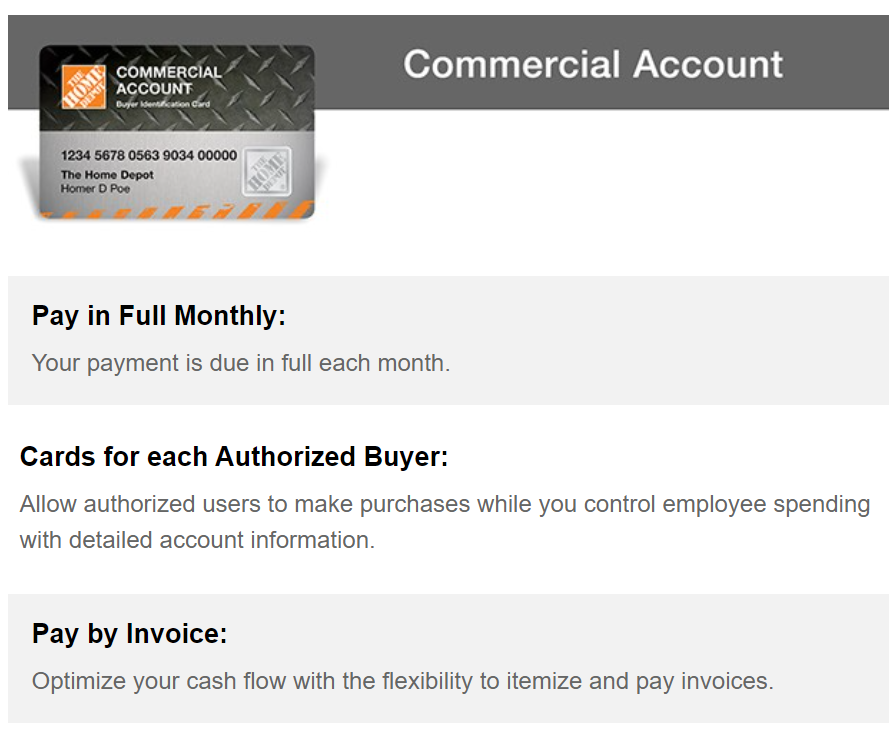 Commercial Account
THE HOME DEPOT
COMMERCIAL
ACCOUNT
Buyer Identification Card
1234 5678 0563 9034 00000
The Home Depot
Homer D Poe
THE HOME DEPOT
Pay in Full Monthly:
Your payment is due in full each month.
Cards for each Authorized Buyer:
Allow authorized users to make purchases while you control employee spending
with detailed account information.
Pay by Invoice:
Optimize your cash flow with the flexibility to itemize and pay invoices.